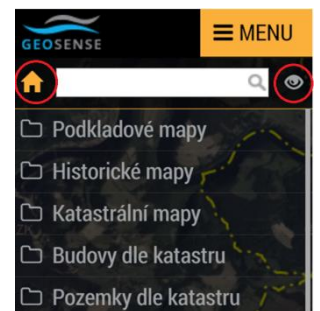 GEOSENSE
MENU
Podkladové mapy
Historické mapy
Katastrální mapy
Budovy dle katastru
Pozemky dle katastru